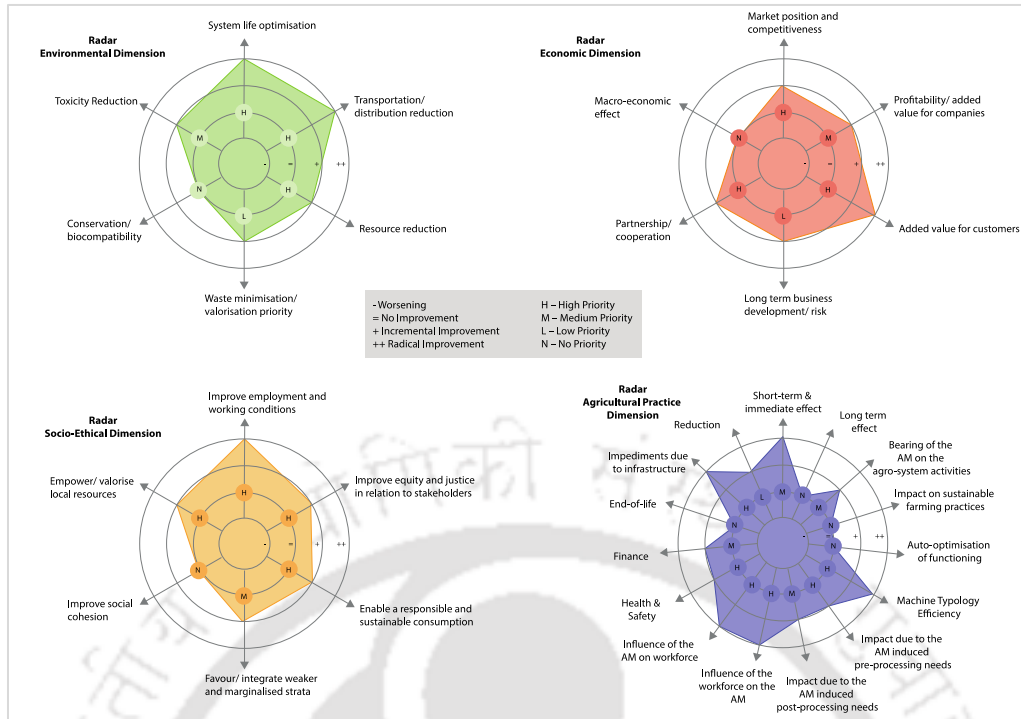 Radar
Environmental Dimension
System life optimisation
Transportation/
distribution reduction
Resource reduction
Waste minimisation/
valorisation priority
Conservation/
biocompatibility
Toxicity Reduction
H
H
H
L
N
M
-
=
+
++
Radar
Economic Dimension
Market position and
competitiveness
Profitability/ added
value for companies
Added value for customers
Long term business
development/ risk
Partnership/
cooperation
Macro-economic
effect
H
M
H
L
H
N
-
=
+
++
- Worsening
= No Improvement
+ Incremental Improvement
++ Radical Improvement
H – High Priority
M – Medium Priority
L – Low Priority
N – No Priority
Radar
Socio-Ethical Dimension
Improve employment and
working conditions
Improve equity and justice
in relation to stakeholders
Enable a responsible and
sustainable consumption
Favour/ integrate weaker
and marginalised strata
Improve social
cohesion
Empower/ valorise
local resources
H
H
H
M
N
H
-
=
+
++
Radar
Agricultural Practice
Dimension
Short-term &
immediate effect
Long term
effect
Bearing of the
AM on the
agro-system activities
Impact on sustainable
farming practices
Auto-optimisation
of functioning
Machine Typology
Efficiency
Impact due to the
AM induced
pre-processing needs
Impact due to the
AM induced
post-processing needs
Influence of the
workforce on the
AM
Influence of the
AM on workforce
Health &
Safety
Finance
End-of-life
Impediments due
to infrastructure
Reduction
M
N
M
N
N
H
H
M
H
H
H
M
N
H
L
-
=
+
++